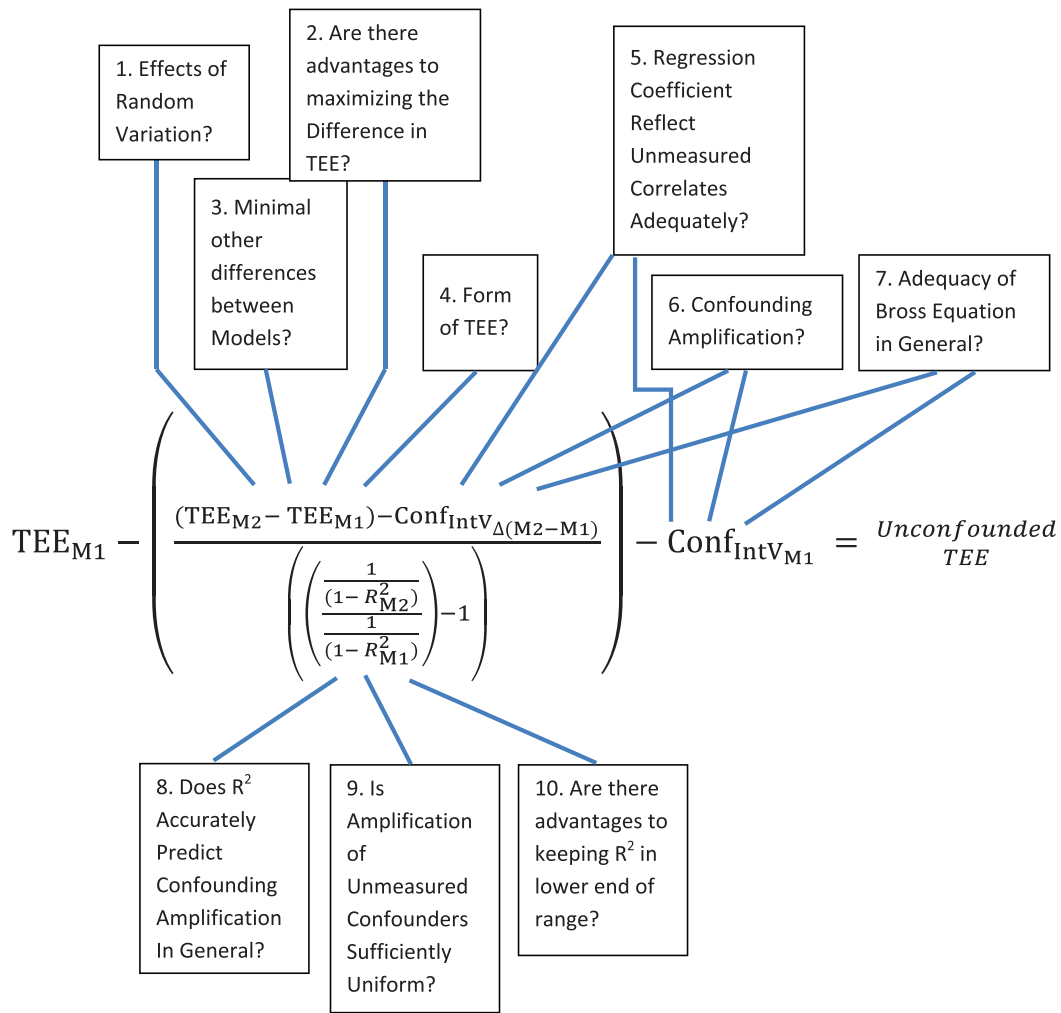 1. Effects of
Random
Variation?
2. Are there
advantages to
maximizing the
Difference in
TEE?
3. Minimal
other
differences
between
Models?
4. Form
of TEE?
5. Regression
Coefficient
Reflect
Unmeasured
Correlates
Adequately?
6. Confounding
Amplification?
7. Adequacy of
Bross Equation
in General?
TEE_M1 − ( ((TEE_M2 − TEE_M1) − Conf_IntV_Δ(M2−M1)) / (((1/(1− R²_M2)) / (1/(1− R²_M1))) −1) ) − Conf_IntV_M1 = Unconfounded TEE
8. Does R²
Accurately
Predict
Confounding
Amplification
In General?
9. Is
Amplification
of
Unmeasured
Confounders
Sufficiently
Uniform?
10. Are there
advantages to
keeping R² in
lower end of
range?